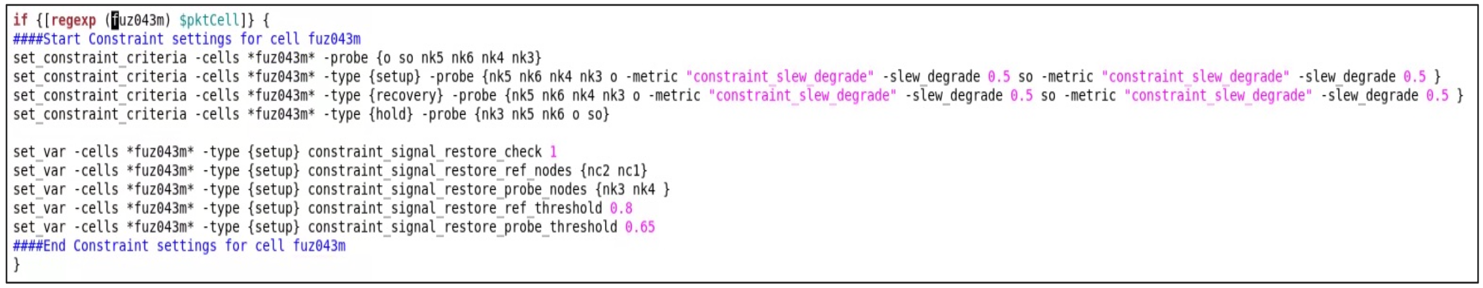 if {[regexp (fuz043m) $pktCell]} {
####Start Constraint settings for cell fuz043m
set_constraint_criteria -cells *fuz043m* -probe {o so nk5 nk6 nk4 nk3}
set_constraint_criteria -cells *fuz043m* -type {setup} -probe {nk5 nk6 nk4 nk3 o -metric "constraint_slew_degrade" -slew_degrade 0.5 so -metric "constraint_slew_degrade" -slew_degrade 0.5 }
set_constraint_criteria -cells *fuz043m* -type {recovery} -probe {nk5 nk6 nk4 nk3 o -metric "constraint_slew_degrade" -slew_degrade 0.5 so -metric "constraint_slew_degrade" -slew_degrade 0.5 }
set_constraint_criteria -cells *fuz043m* -type {hold} -probe {nk3 nk5 nk6 o so}
set_var -cells *fuz043m* -type {setup} constraint_signal_restore_check 1
set_var -cells *fuz043m* -type {setup} constraint_signal_restore_ref_nodes {nc2 nc1}
set_var -cells *fuz043m* -type {setup} constraint_signal_restore_probe_nodes {nk3 nk4 }
set_var -cells *fuz043m* -type {setup} constraint_signal_restore_ref_threshold 0.8
set_var -cells *fuz043m* -type {setup} constraint_signal_restore_probe_threshold 0.65
####End Constraint settings for cell fuz043m
}